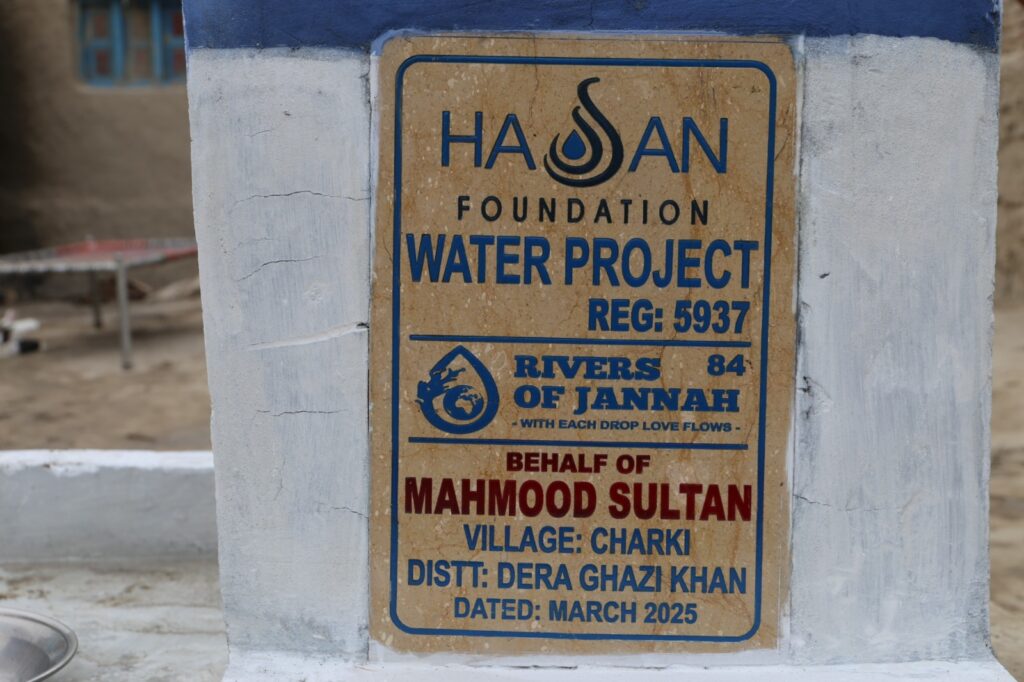 HASSAN
FOUNDATION
WATER PROJECT
REG: 5937
RIVERS 84
OF JANNAH
- WITH EACH DROP LOVE FLOWS -
BEHALF OF
MAHMOOD SULTAN
VILLAGE: CHARKI
DISTT: DERA GHAZI KHAN
DATED: MARCH 2025